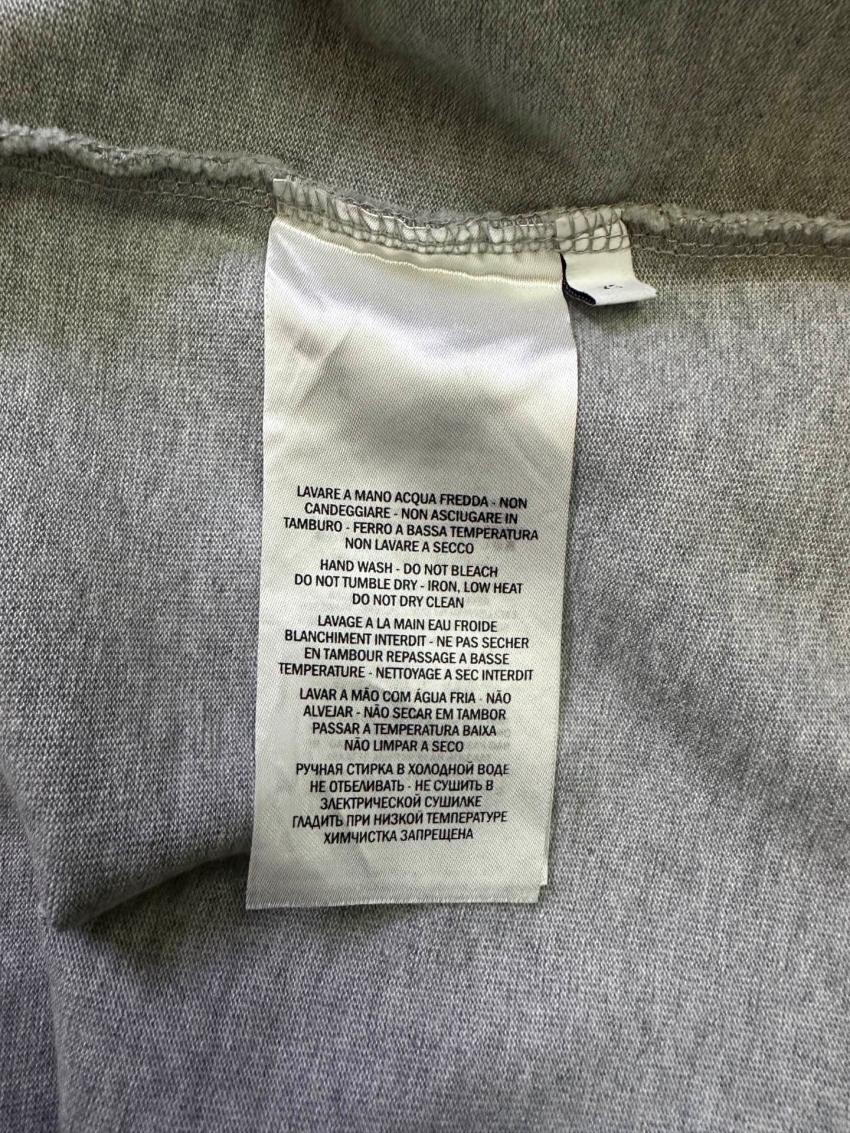 LAVARE A MANO ACQUA FREDDA - NON
CANDEGGIARE - NON ASCIUGARE IN
TAMBURO - FERRO A BASSA TEMPERATURA
NON LAVARE A SECCO
HAND WASH - DO NOT BLEACH
DO NOT TUMBLE DRY - IRON, LOW HEAT
DO NOT DRY CLEAN
LAVAGE A LA MAIN EAU FROIDE
BLANCHIMENT INTERDIT - NE PAS SECHER
EN TAMBOUR REPASSAGE A BASSE
TEMPERATURE - NETTOYAGE A SEC INTERDIT
LAVAR A MÃO COM ÁGUA FRIA - NÃO
ALVEJAR - NÃO SECAR EM TAMBOR
PASSAR A TEMPERATURA BAIXA
NÃO LIMPAR A SECO
РУЧНАЯ СТИРКА В ХОЛОДНОЙ ВОДЕ
НЕ ОТБЕЛИВАТЬ - НЕ СУШИТЬ В
ЭЛЕКТРИЧЕСКОЙ СУШИЛКЕ
ГЛАДИТЬ ПРИ НИЗКОЙ ТЕМПЕРАТУРЕ
ХИМЧИСТКА ЗАПРЕЩЕНА